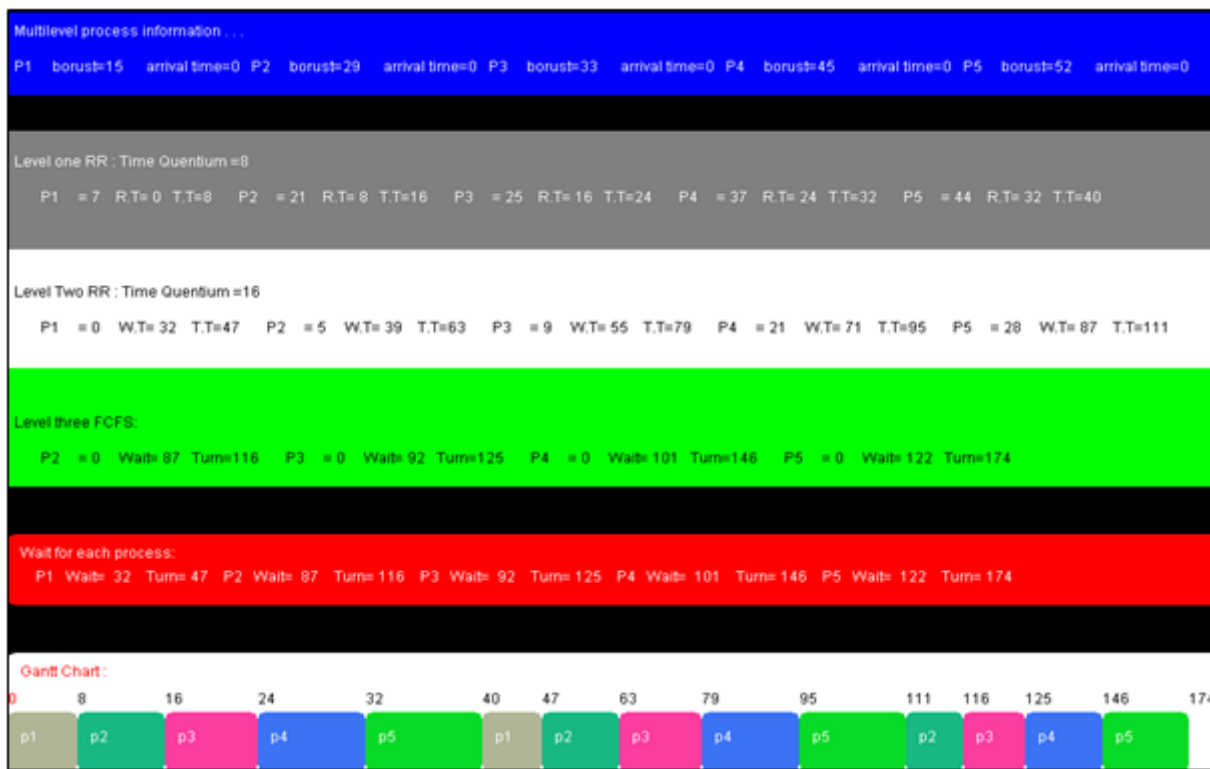 Multilevel process information . . .
P1 borust=15 arrival time=0 P2 borust=29 arrival time=0 P3 borust=33 arrival time=0 P4 borust=45 arrival time=0 P5 borust=52 arrival time=0
Level one RR : Time Quentium =8
P1 = 7 R.T= 0 T.T=8 P2 = 21 R.T= 8 T.T=16 P3 = 25 R.T= 16 T.T=24 P4 = 37 R.T= 24 T.T=32 P5 = 44 R.T= 32 T.T=40
Level Two RR : Time Quentium =16
P1 = 0 W.T= 32 T.T=47 P2 = 5 W.T= 39 T.T=63 P3 = 9 W.T= 55 T.T=79 P4 = 21 W.T= 71 T.T=95 P5 = 28 W.T= 87 T.T=111
Level three FCFS:
P2 = 0 Wait= 87 Turn=116 P3 = 0 Wait= 92 Turn=125 P4 = 0 Wait= 101 Turn=146 P5 = 0 Wait= 122 Turn=174
Wait for each process:
P1 Wait= 32 Turn= 47 P2 Wait= 87 Turn= 116 P3 Wait= 92 Turn= 125 P4 Wait= 101 Turn= 146 P5 Wait= 122 Turn= 174
Gantt Chart :
0 8 16 24 32 40 47 63 79 95 111 116 125 146 174
p1 p2 p3 p4 p5 p1 p2 p3 p4 p5 p2 p3 p4 p5